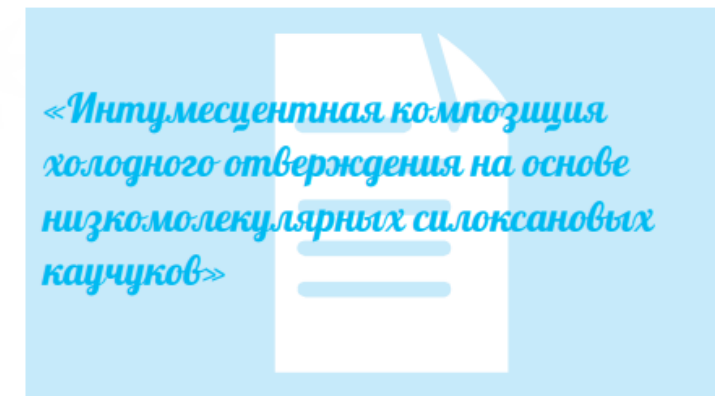 «Интумесцентная композиция
холодного отверждения на основе
низкомолекулярных силоксановых
каучуков»